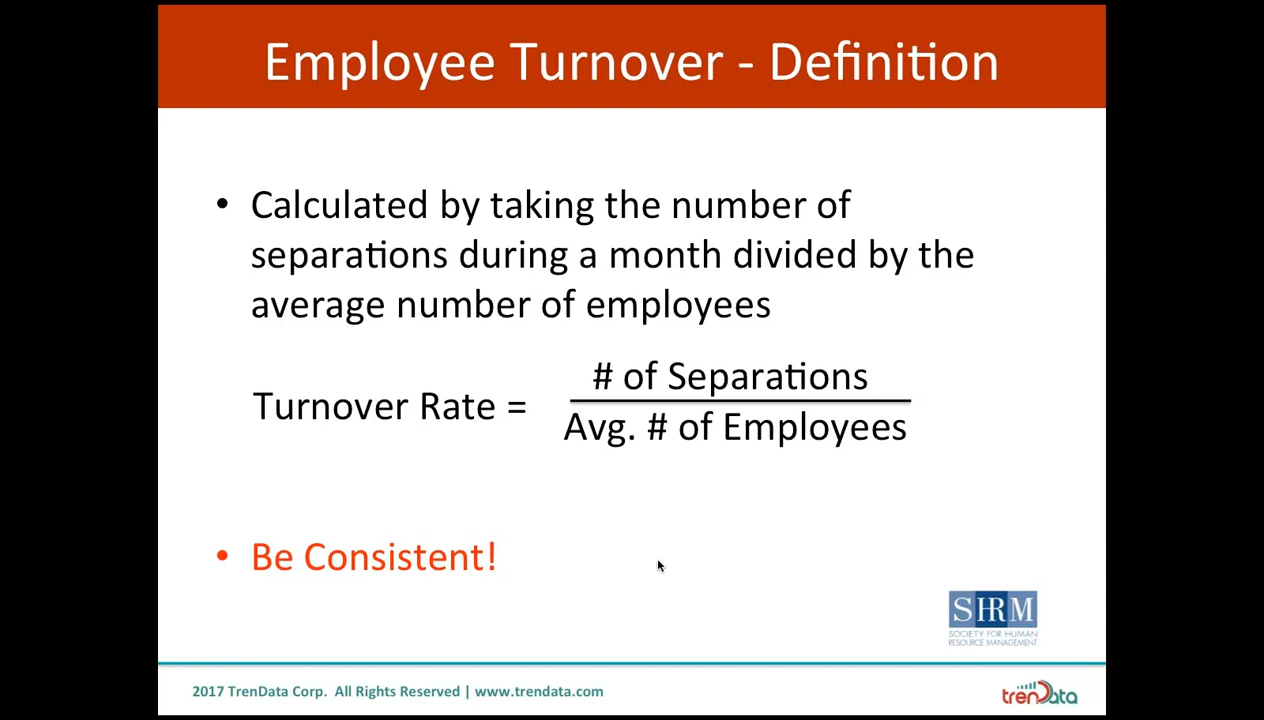 Employee Turnover - Definition
• Calculated by taking the number of
separations during a month divided by the
average number of employees
Turnover Rate =
# of Separations
Avg. # of Employees
• Be Consistent!
SHRM
SOCIETY FOR HUMAN
RESOURCE MANAGEMENT
2017 TrenData Corp. All Rights Reserved | www.trendata.com
trenData